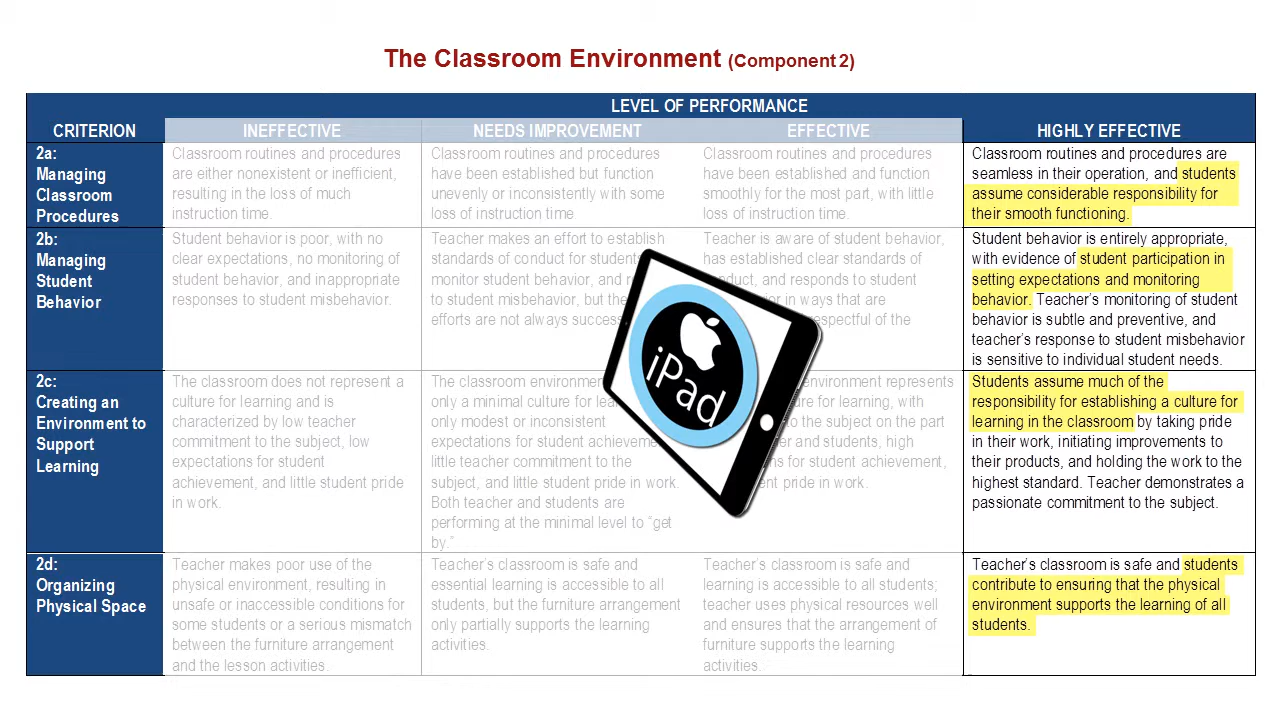 The Classroom Environment (Component 2)
LEVEL OF PERFORMANCE
CRITERION
INEFFECTIVE
NEEDS IMPROVEMENT
EFFECTIVE
HIGHLY EFFECTIVE
2a:
Managing
Classroom
Procedures
Classroom routines and procedures
are either nonexistent or inefficient,
resulting in the loss of much
instruction time.
Classroom routines and procedures
have been established but function
unevenly or inconsistently with some
loss of instruction time
Classroom routines and procedures
have been established and function
smoothly for the most part, with little
loss of instruction time.
Classroom routines and procedures are
seamless in their operation, and students
assume considerable responsibility for
their smooth functioning.
2b:
Managing
Student
Behavior
Student behavior is poor, with no
clear expectations, no monitoring of
student behavior, and inappropriate
responses to student misbehavior.
Teacher makes an effort to establish
standards of conduct for students
monitor student behavior, and
to student misbehavior, but
efforts are not always
Teacher is aware of student behavior,
has established clear standards of
and responds to student
in ways that are
of the
Student behavior is entirely appropriate,
with evidence of student participation in
setting expectations and monitoring
behavior. Teacher's monitoring of student
behavior is subtle and preventive, and
teacher's response to student misbehavior
is sensitive to individual student needs.
iPad
2c:
Creating an
Environment to
Support
Learning
The classroom does not represent a
culture for learning and is
characterized by low teacher
commitment to the subject, low
expectations for student
achievement, and little student pride
in work.
The classroom
only a minimal culture for
only modest or inconsistent
expectations for student
little teacher commitment to the
subject, and little student pride in work.
Both teacher and students are
performing at the minimal level to “get
by.”
environment represents
for learning, with
to the subject on the part
and students, high
for student achievement,
pride in work.
Students assume much of the
responsibility for establishing a culture for
learning in the classroom by taking pride
in their work, initiating improvements to
their products, and holding the work to the
highest standard. Teacher demonstrates a
passionate commitment to the subject.
2d:
Organizing
Physical Space
Teacher makes poor use of the
physical environment, resulting in
unsafe or inaccessible conditions for
some students or a serious mismatch
between the furniture arrangement
and the lesson activities.
Teacher's classroom is safe and
essential learning is accessible to all
students, but the furniture arrangement
only partially supports the learning
activities.
Teacher's classroom is safe and
learning is accessible to all students;
teacher uses physical resources well
and ensures that the arrangement of
furniture supports the learning
activities.
Teacher's classroom is safe and students
contribute to ensuring that the physical
environment supports the learning of all
students.